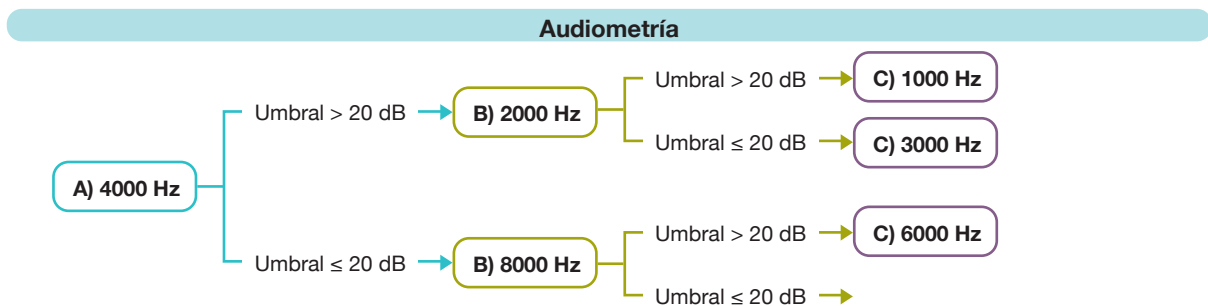 Audiometría
Umbral > 20 dB
C) 1000 Hz
Umbral > 20 dB
B) 2000 Hz
Umbral ≤ 20 dB
C) 3000 Hz
A) 4000 Hz
Umbral > 20 dB
C) 6000 Hz
Umbral ≤ 20 dB
B) 8000 Hz
Umbral ≤ 20 dB